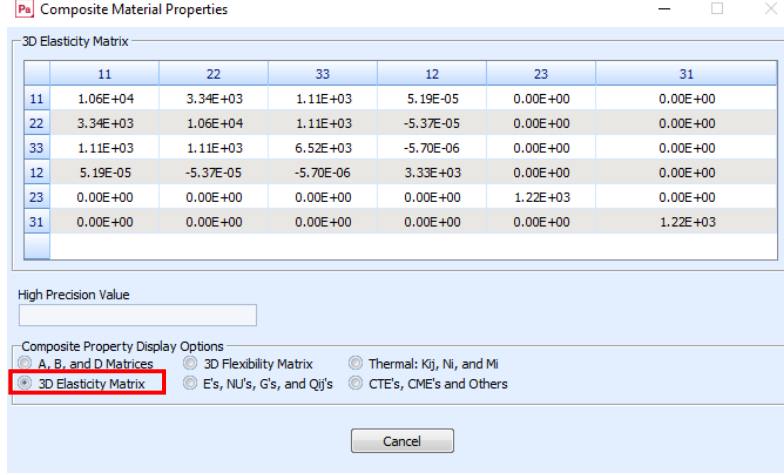 Pa Composite Material Properties
3D Elasticity Matrix
11 22 33 12 23 31
11 1.06E+04 3.34E+03 1.11E+03 5.19E-05 0.00E+00 0.00E+00
22 3.34E+03 1.06E+04 1.11E+03 -5.37E-05 0.00E+00 0.00E+00
33 1.11E+03 1.11E+03 6.52E+03 -5.70E-06 0.00E+00 0.00E+00
12 5.19E-05 -5.37E-05 -5.70E-06 3.33E+03 0.00E+00 0.00E+00
23 0.00E+00 0.00E+00 0.00E+00 0.00E+00 1.22E+03 0.00E+00
31 0.00E+00 0.00E+00 0.00E+00 0.00E+00 0.00E+00 1.22E+03
High Precision Value
Composite Property Display Options
A, B, and D Matrices 3D Flexibility Matrix Thermal: Kij, Ni, and Mi
3D Elasticity Matrix E's, NU's, G's, and Qij's CTE's, CME's and Others
Cancel